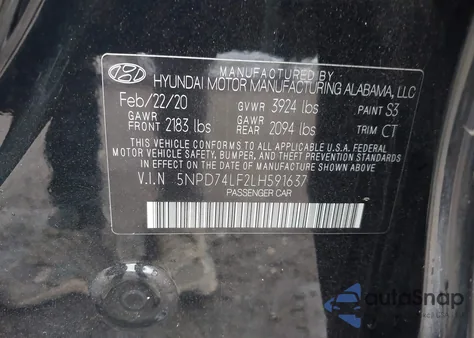 MANUFACTURED BY
HYUNDAI MOTOR MANUFACTURING ALABAMA, LLC
Feb/22/20 GVWR 3924 lbs PAINT S3
GAWR FRONT 2183 lbs GAWR REAR 2094 lbs TRIM CT
THIS VEHICLE CONFORMS TO ALL APPLICABLE U.S.A. FEDERAL
MOTOR VEHICLE SAFETY, BUMPER, AND THEFT PREVENTION
STANDARDS IN EFFECT ON THE DATE OF MANUFACTURE SHOWN ABOVE.
V.I.N 5NPD74LF2LH591637
PASSENGER CAR
autoSnap